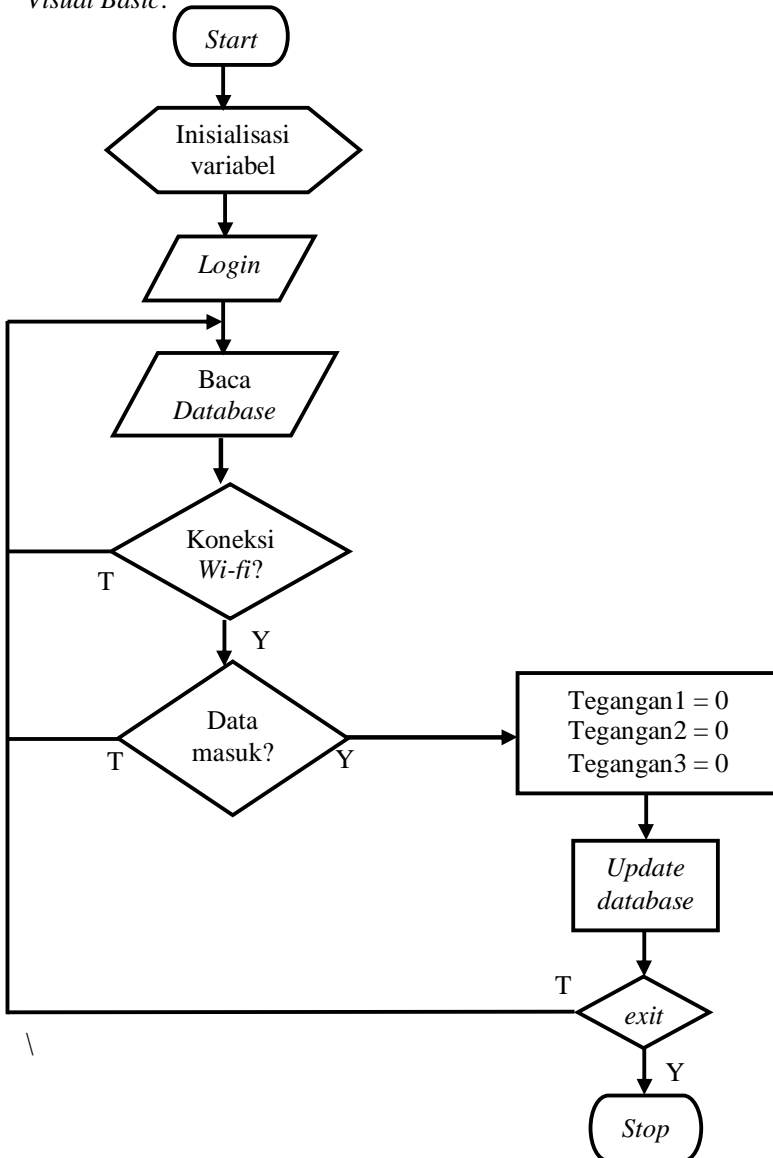 Visual Basic.
Start
Inisialisasi
variabel
Login
Baca
Database
Koneksi
Wi-fi?
T
Y
Data
masuk?
T
Y
Tegangan1 = 0
Tegangan2 = 0
Tegangan3 = 0
Update
database
T
exit
\
Y
Stop